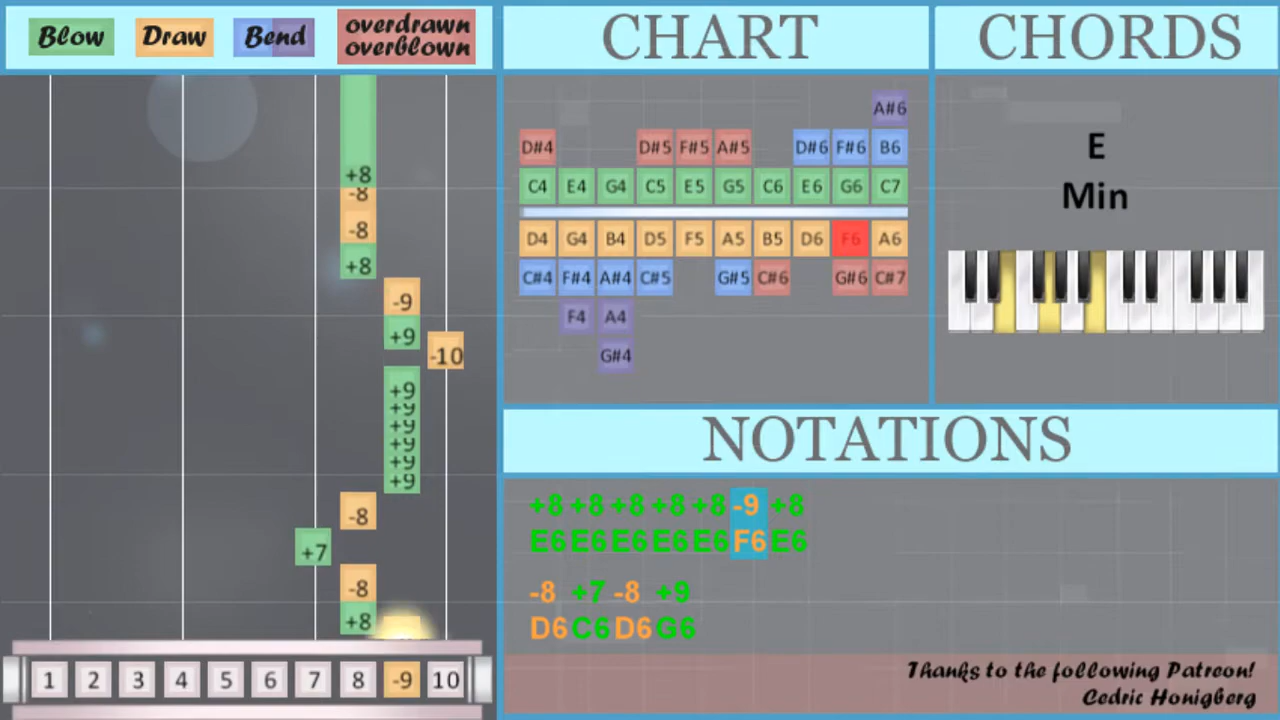 Blow Draw Bend overdrawn
overblown
CHART
CHORDS
+8
-8
-8
+8
-9
+9
-10
+9
+9
+9
+9
+9
+9
-8
+7
-8
+8
1 2 3 4 5 6 7 8 -9 10
A#6
D#4 D#5 F#5 A#5 D#6 F#6 B6
C4 E4 G4 C5 E5 G5 C6 E6 G6 C7
D4 G4 B4 D5 F5 A5 B5 D6 F6 A6
C#4 F#4 A#4 C#5 G#5 C#6 G#6 C#7
F4 A4
G#4
E
Min
NOTATIONS
+8 +8 +8 +8 +8 -9 +8
E6 E6 E6 E6 E6 F6 E6
-8 +7 -8 +9
D6 C6 D6 G6
Thanks to the following Patreon!
Cedric Honigberg